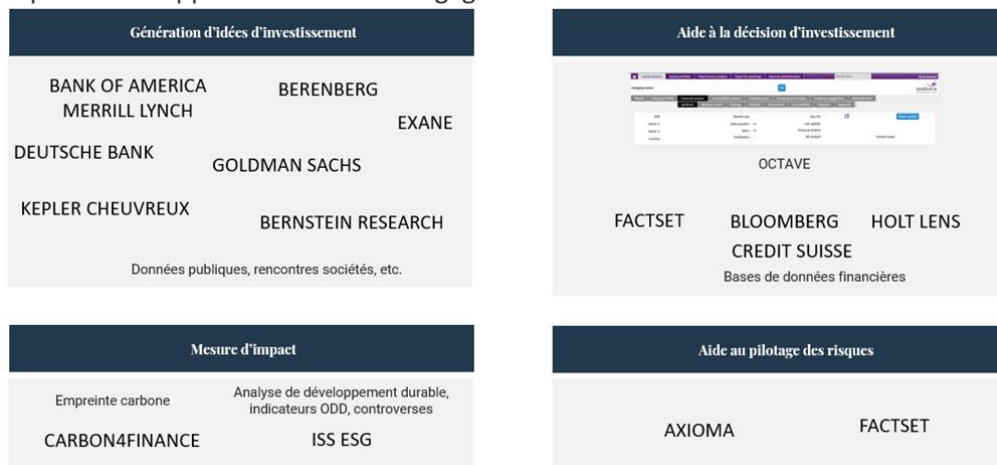 Génération d'idées d'investissement
BANK OF AMERICA
MERRILL LYNCH
BERENBERG
EXANE
DEUTSCHE BANK
GOLDMAN SACHS
KEPLER CHEUVREUX
BERNSTEIN RESEARCH
Données publiques, rencontres sociétés, etc.
Aide à la décision d'investissement
OCTAVE
FACTSET
BLOOMBERG
HOLT LENS
CREDIT SUISSE
Bases de données financières
Mesure d'impact
Empreinte carbone
Analyse de développement durable,
indicateurs ODD, controverses
CARBON4FINANCE
ISS ESG
Aide au pilotage des risques
AXIOMA
FACTSET